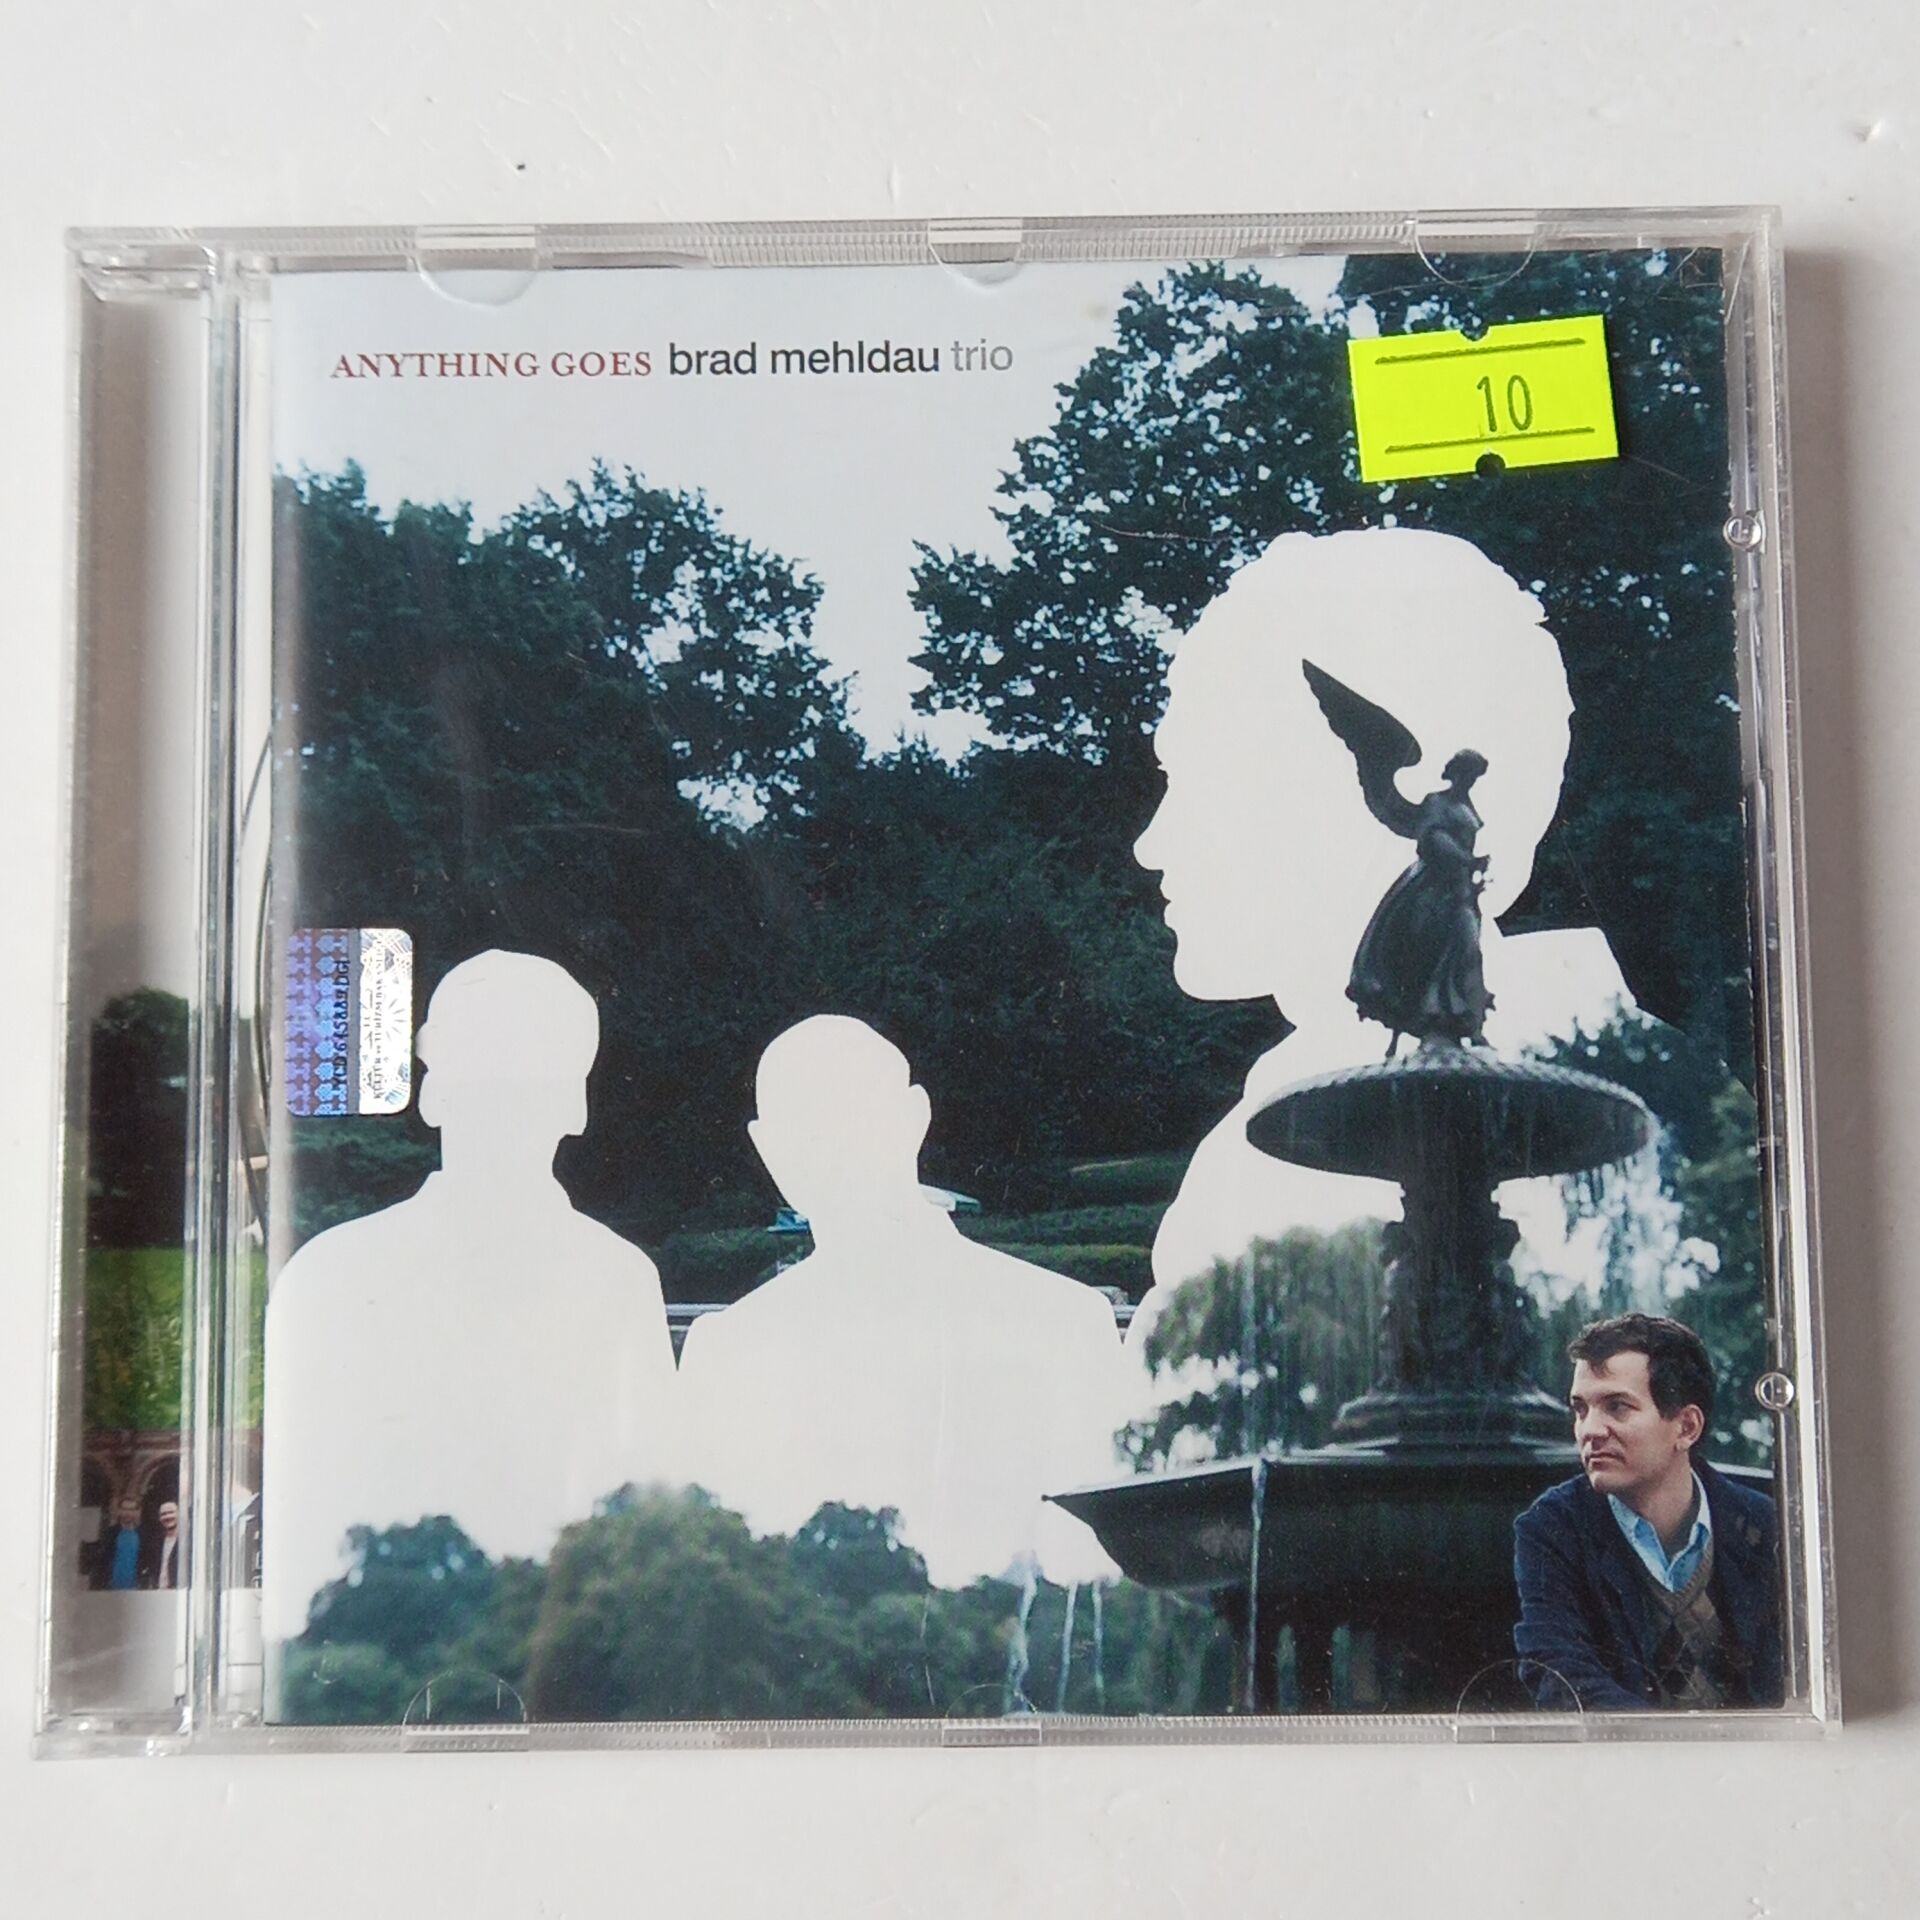 ANYTHING GOES brad mehldau trio
10